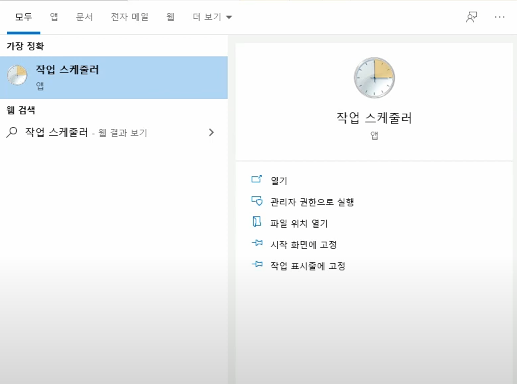 모두 앱 문서 전자 메일 웹 더 보기
가장 정확
작업 스케줄러
앱
웹 검색
작업 스케줄러 - 웹 결과 보기
작업 스케줄러
앱
열기
관리자 권한으로 실행
파일 위치 열기
시작 화면에 고정
작업 표시줄에 고정